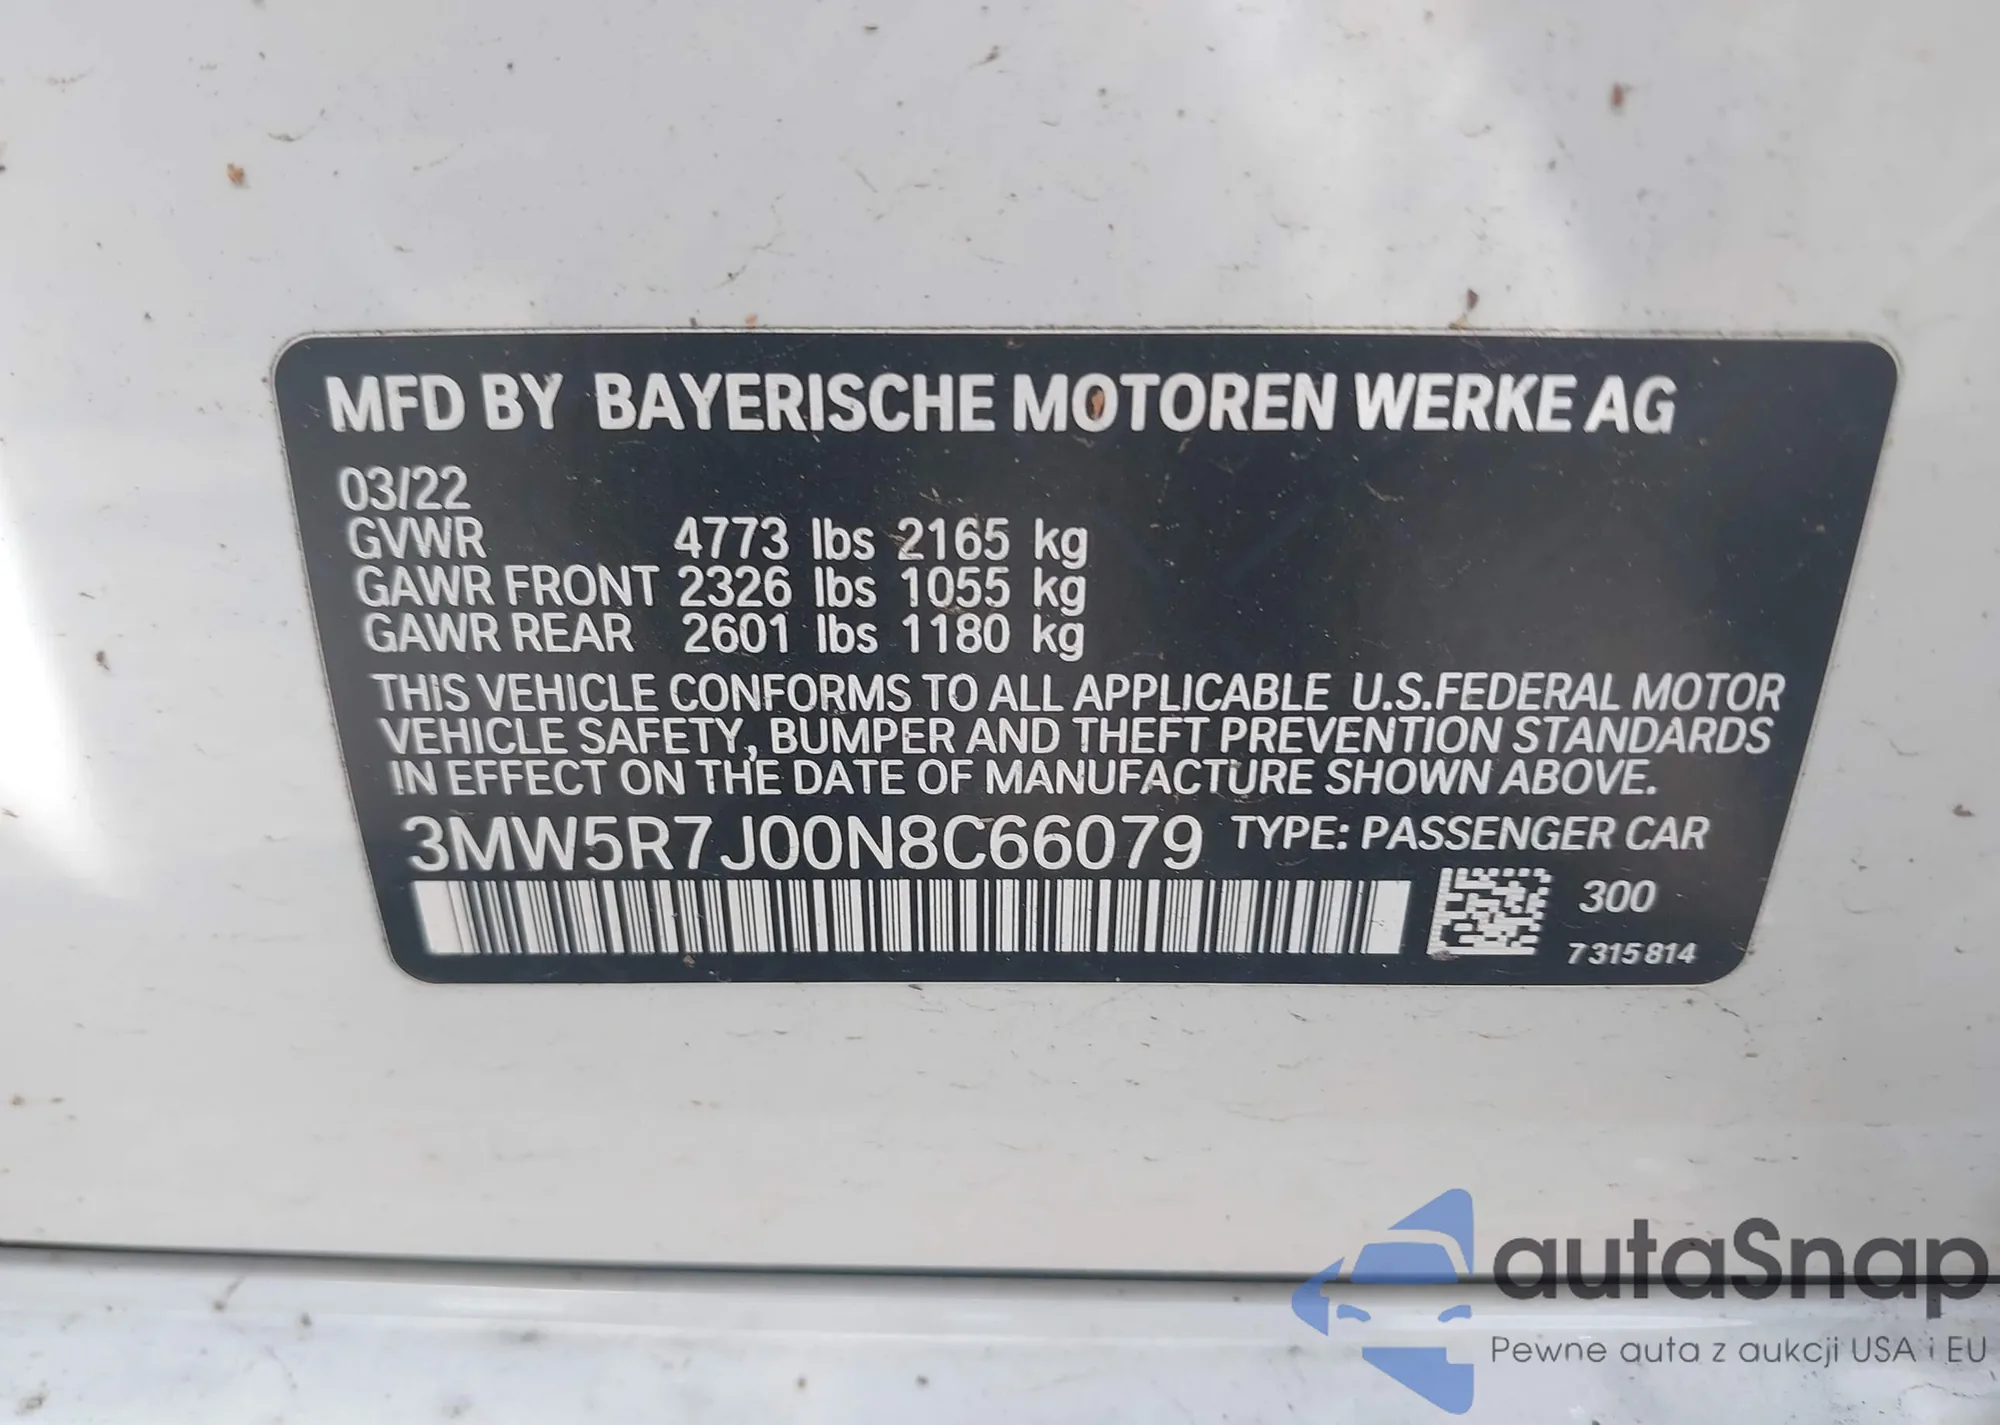 MFD BY BAYERISCHE MOTOREN WERKE AG
03/22
GVWR 4773 lbs 2165 kg
GAWR FRONT 2326 lbs 1055 kg
GAWR REAR 2601 lbs 1180 kg
THIS VEHICLE CONFORMS TO ALL APPLICABLE U.S.FEDERAL MOTOR
VEHICLE SAFETY, BUMPER AND THEFT PREVENTION STANDARDS
IN EFFECT ON THE DATE OF MANUFACTURE SHOWN ABOVE.
3MW5R7J00N8C66079 TYPE: PASSENGER CAR
300
7315814
autaSnap
Pewne auta z aukcji USA i EU